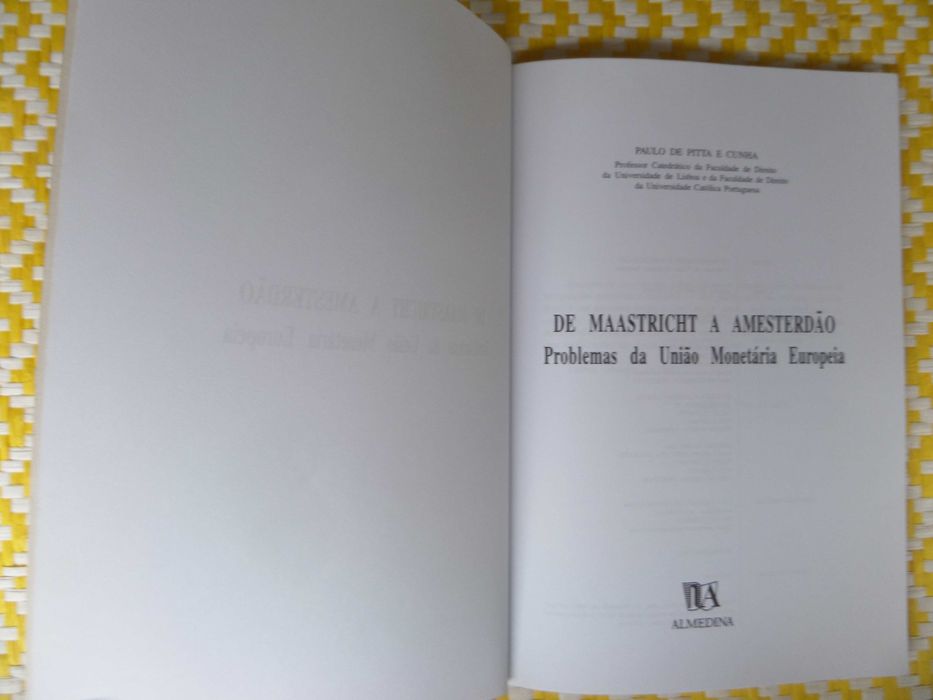 PAULO DE PITTA E CUNHA
Professor Catedrático da Faculdade de Direito
da Universidade de Lisboa e da Faculdade de Direito
da Universidade Católica Portuguesa
DE MAASTRICHT A AMESTERDÃO
Problemas da União Monetária Europeia
ALMEDINA